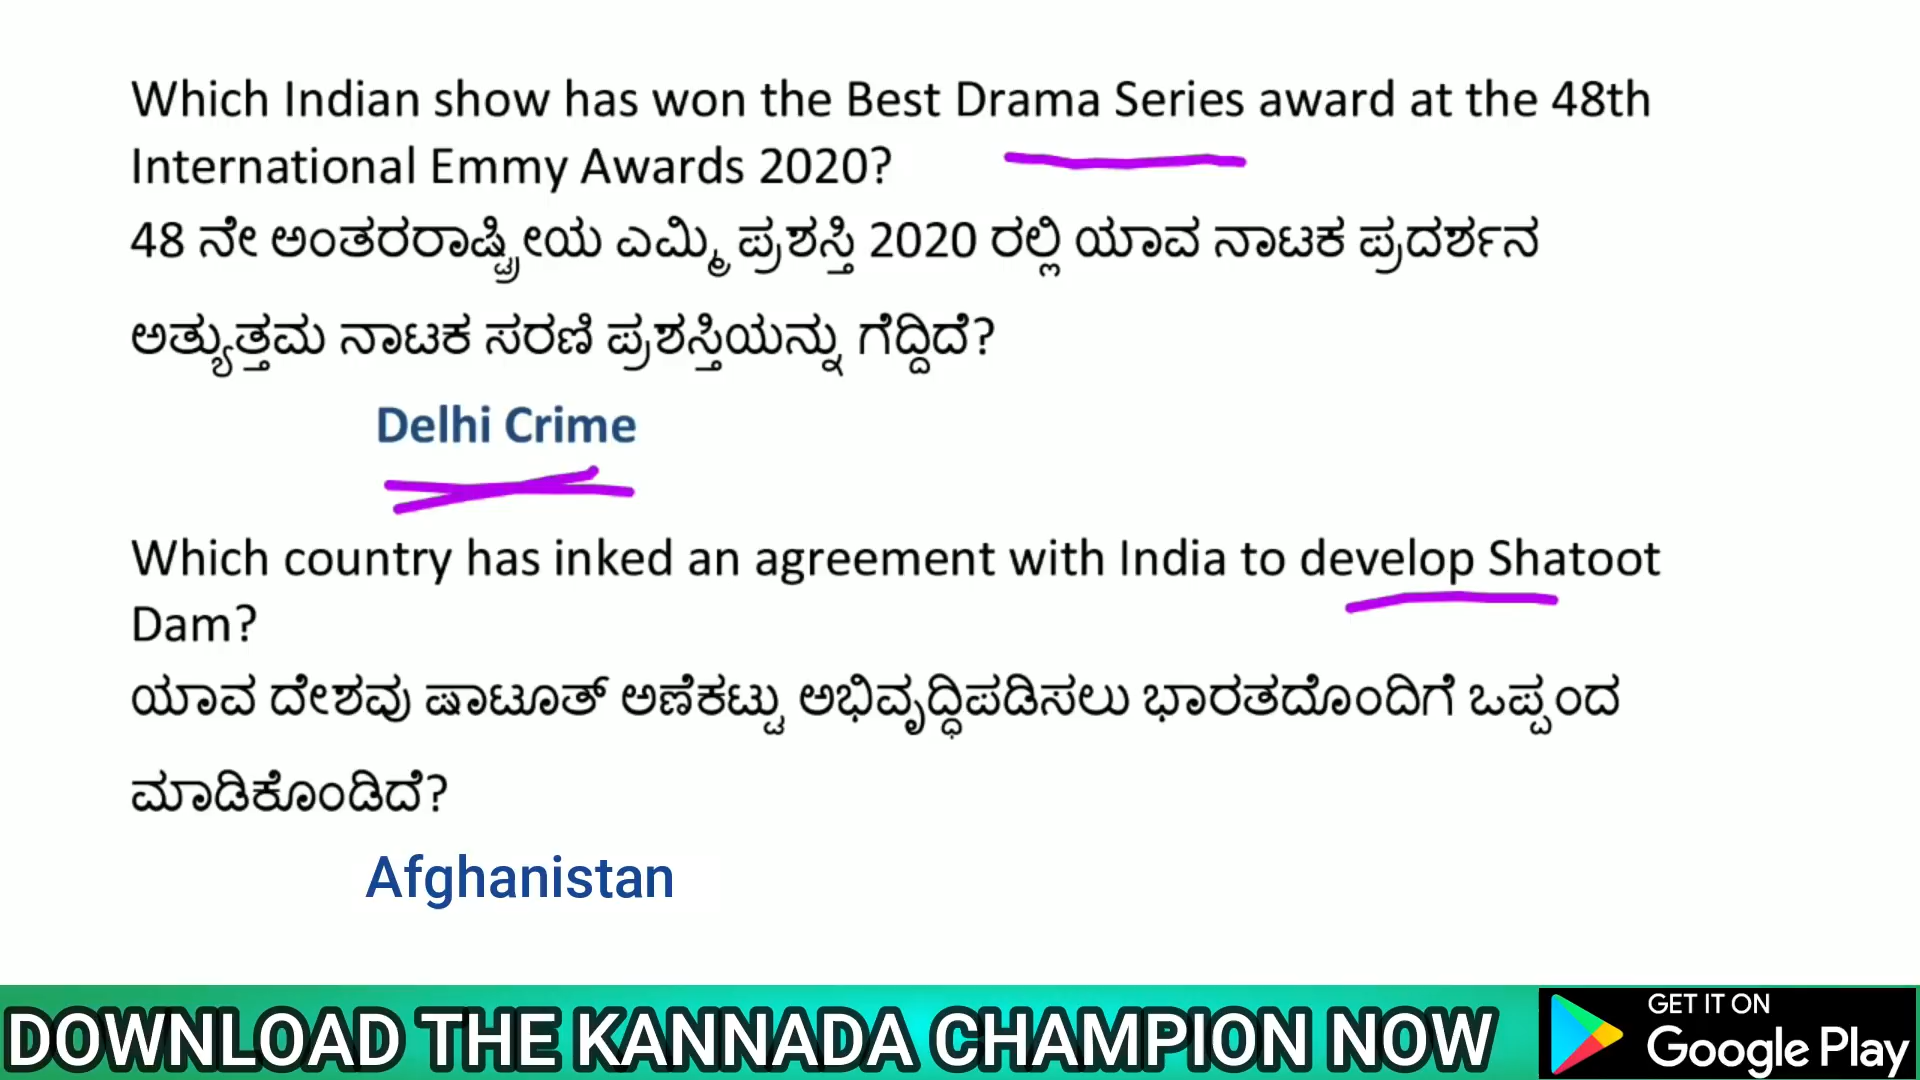 Which Indian show has won the Best Drama Series award at the 48th
International Emmy Awards 2020?
48 ನೇ ಅಂತರರಾಷ್ಟ್ರೀಯ ಎಮ್ಮಿ ಪ್ರಶಸ್ತಿ 2020 ರಲ್ಲಿ ಯಾವ ನಾಟಕ ಪ್ರದರ್ಶನ
ಅತ್ಯುತ್ತಮ ನಾಟಕ ಸರಣಿ ಪ್ರಶಸ್ತಿಯನ್ನು ಗೆದ್ದಿದೆ?
Delhi Crime
Which country has inked an agreement with India to develop Shatoot
Dam?
ಯಾವ ದೇಶವು ಷಾಟೂತ್ ಅಣೆಕಟ್ಟು ಅಭಿವೃದ್ಧಿಪಡಿಸಲು ಭಾರತದೊಂದಿಗೆ ಒಪ್ಪಂದ
ಮಾಡಿಕೊಂಡಿದೆ?
Afghanistan
DOWNLOAD THE KANNADA CHAMPION NOW
GET IT ON
Google Play